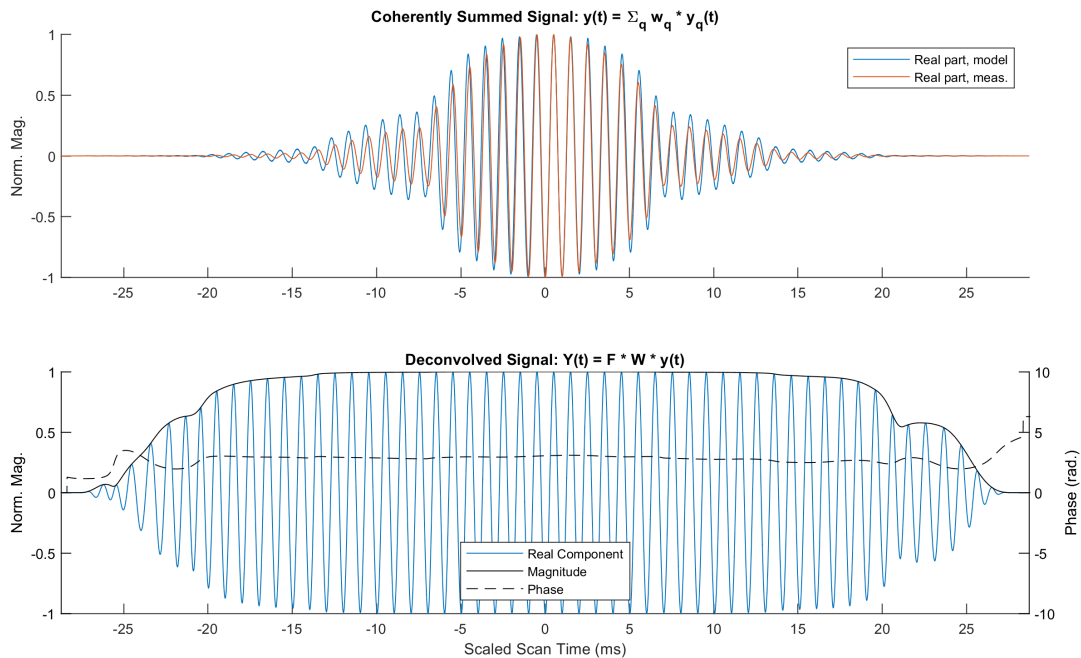 Coherently Summed Signal: y(t) = Σq wq * yq(t)
Norm. Mag.
1
0.5
0
-0.5
-1
Real part, model
Real part, meas.
-25 -20 -15 -10 -5 0 5 10 15 20 25
Deconvolved Signal: Y(t) = F * W * y(t)
Norm. Mag.
1
0.5
0
-0.5
-1
Real Component
Magnitude
Phase
10
5
0
-5
-10
Phase (rad.)
-25 -20 -15 -10 -5 0 5 10 15 20 25
Scaled Scan Time (ms)